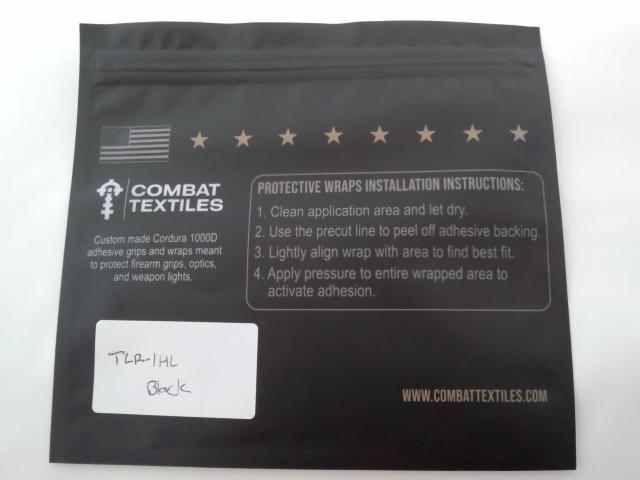 COMBAT
TEXTILES
Custom made Cordura 1000D
adhesive grips and wraps meant
to protect firearm grips, optics,
and weapon lights.
PROTECTIVE WRAPS INSTALLATION INSTRUCTIONS:
1. Clean application area and let dry.
2. Use the precut line to peel off adhesive backing.
3. Lightly align wrap with area to find best fit.
4. Apply pressure to entire wrapped area to
activate adhesion.
TLR-1HL
Black
WWW.COMBATTEXTILES.COM